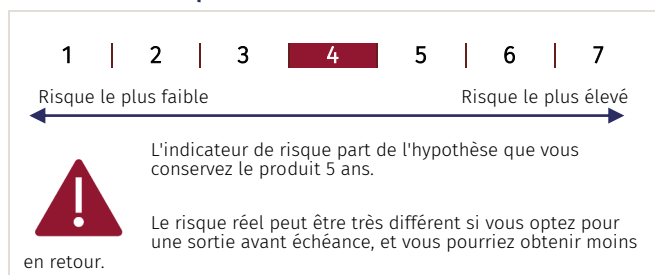 1 | 2 | 3 4 5 | 6 | 7
Risque le plus faible Risque le plus élevé
L'indicateur de risque part de l'hypothèse que vous
conservez le produit 5 ans.
Le risque réel peut être très différent si vous optez pour
une sortie avant échéance, et vous pourriez obtenir moins
en retour.